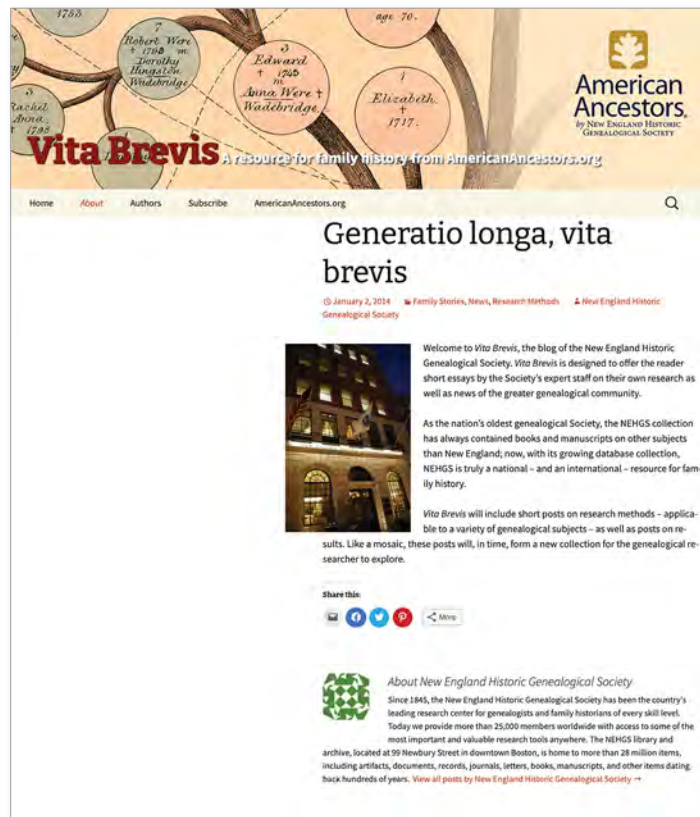 age 70.
7
Robert Were
m
Dorothy
Hingston
Wadebridge.
3
Edward
m
Anna Were †
Wadebridge.
1
Elizabeth.
†
1717.
3
Rachel
Anna.
American
Ancestors®
by NEW ENGLAND HISTORIC
GENEALOGICAL SOCIETY
Vita Brevis A resource for family history from AmericanAncestors.org
Home About Authors Subscribe AmericanAncestors.org
Generatio longa, vita
brevis
January 2, 2014 Family Stories, News, Research Methods New England Historic
Genealogical Society
Welcome to Vita Brevis, the blog of the New England Historic
Genealogical Society. Vita Brevis is designed to offer the reader
short essays by the Society's expert staff on their own research as
well as news of the greater genealogical community.
As the nation's oldest genealogical Society, the NEHGS collection
has always contained books and manuscripts on other subjects
than New England; now, with its growing database collection,
NEHGS is truly a national – and an international – resource for fam-
ily history.
Vita Brevis will include short posts on research methods – applica-
ble to a variety of genealogical subjects – as well as posts on re-
sults. Like a mosaic, these posts will, in time, form a new collection for the genealogical re-
searcher to explore.
Share this:
More
About New England Historic Genealogical Society
Since 1845, the New England Historic Genealogical Society has been the country's
leading research center for genealogists and family historians of every skill level.
Today we provide more than 25,000 members worldwide with access to some of the
most important and valuable research tools anywhere. The NEHGS library and
archive, located at 99 Newbury Street in downtown Boston, is home to more than 28 million items,
including artifacts, documents, records, journals, letters, books, manuscripts, and other items dating
back hundreds of years. View all posts by New England Historic Genealogical Society →